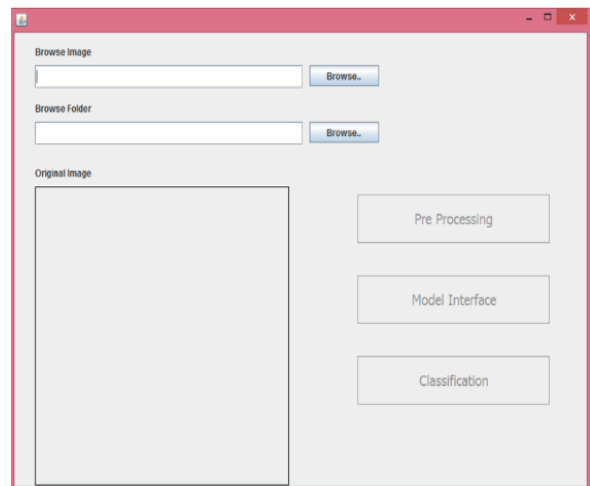 Browse Image
Browse..
Browse Folder
Browse..
Original Image
Pre Processing
Model Interface
Classification